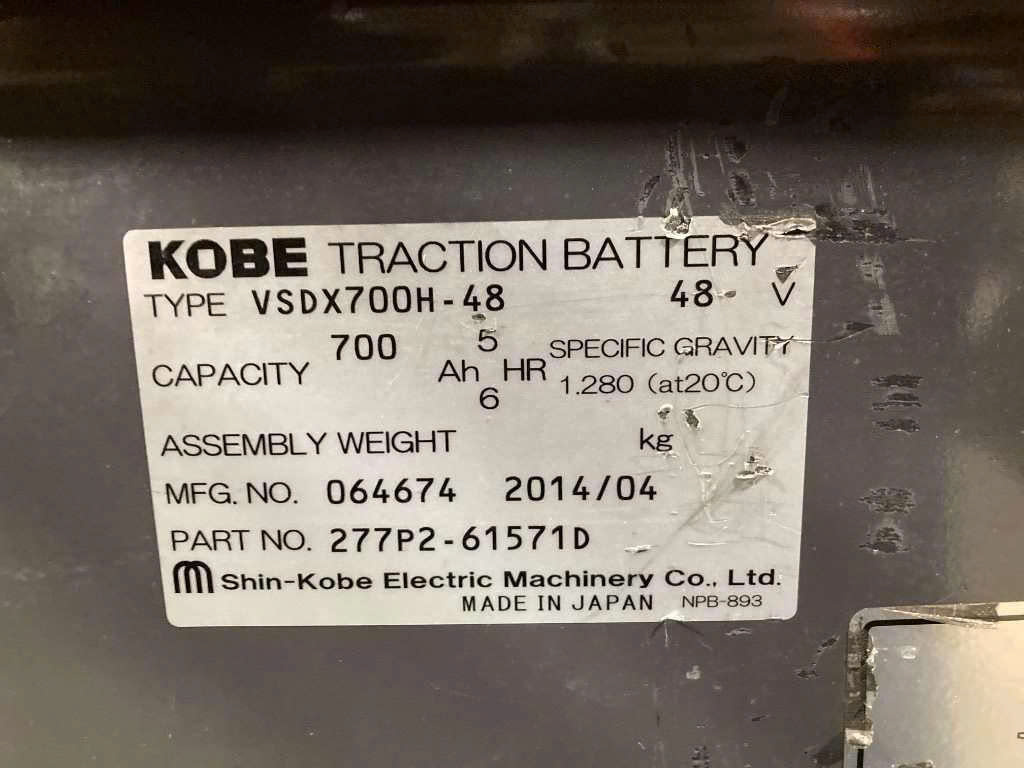 KOBE TRACTION BATTERY
TYPE VSDX700H-48 48 V
CAPACITY 700 Ah 5 HR SPECIFIC GRAVITY
6 1.280 (at20℃)
ASSEMBLY WEIGHT kg
MFG. NO. 064674 2014/04
PART NO. 277P2-61571D
Shin-Kobe Electric Machinery Co., Ltd.
MADE IN JAPAN NPB-893